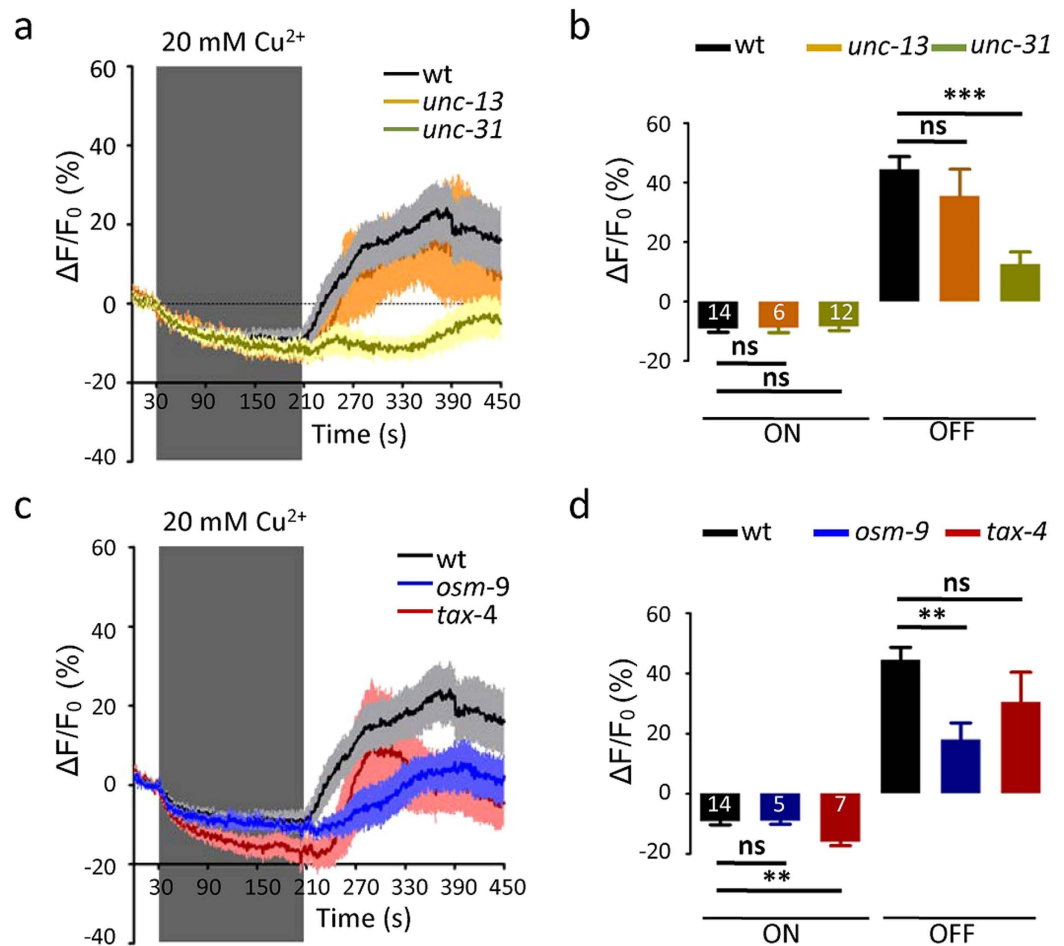 a
20 mM Cu²⁺
60
40
20
0
-20
-40
ΔF/F₀ (%)
wt
unc-13
unc-31
30 90 150 210 270 330 390 450
Time (s)
b
wt unc-13 unc-31
***
ns
60
40
20
0
-20
ΔF/F₀ (%)
14 6 12
ns
ns
ON OFF
c
20 mM Cu²⁺
60
40
20
0
-20
-40
ΔF/F₀ (%)
wt
osm-9
tax-4
30 90 150 210 270 330 390 450
Time (s)
d
wt osm-9 tax-4
ns
**
60
40
20
0
-20
ΔF/F₀ (%)
14 5 7
ns
**
ON OFF